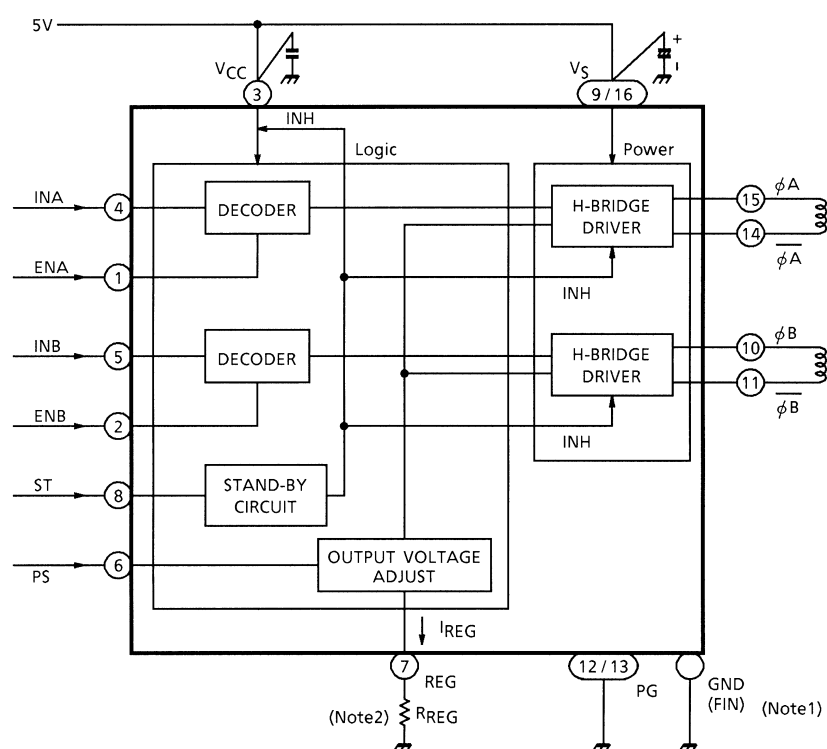 5V
VCC
VS
+
-
3
9 / 16
INH
Logic
Power
INA
4
DECODER
H-BRIDGE
DRIVER
15
ϕA
14
ϕA̅
ENA
1
INH
INB
5
DECODER
H-BRIDGE
DRIVER
10
ϕB
11
ϕB̅
ENB
2
INH
ST
8
STAND-BY
CIRCUIT
PS
6
OUTPUT VOLTAGE
ADJUST
IREG
7
REG
12 / 13
PG
GND
(FIN)
(Note1)
(Note2)
RREG